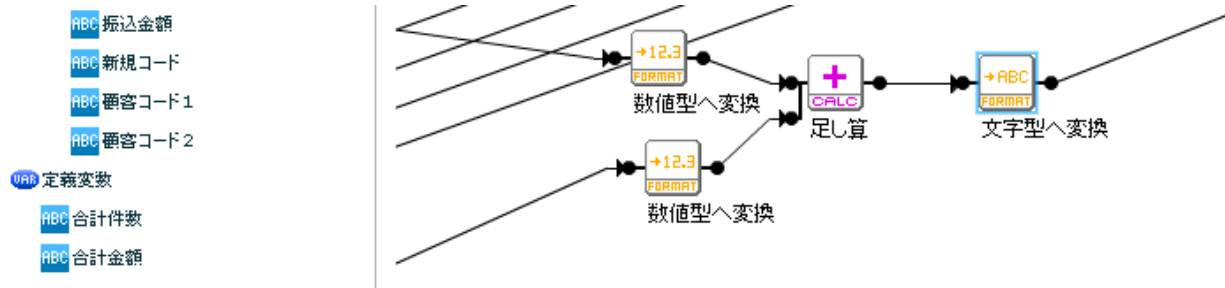 ABC 振込金額
ABC 新規コード
ABC 顧客コード1
ABC 顧客コード2
VAR 定義変数
ABC 合計件数
ABC 合計金額
→12.3
FORMAT
数値型へ変換
+
CALC
足し算
→ABC
FORMAT
文字型へ変換
→12.3
FORMAT
数値型へ変換